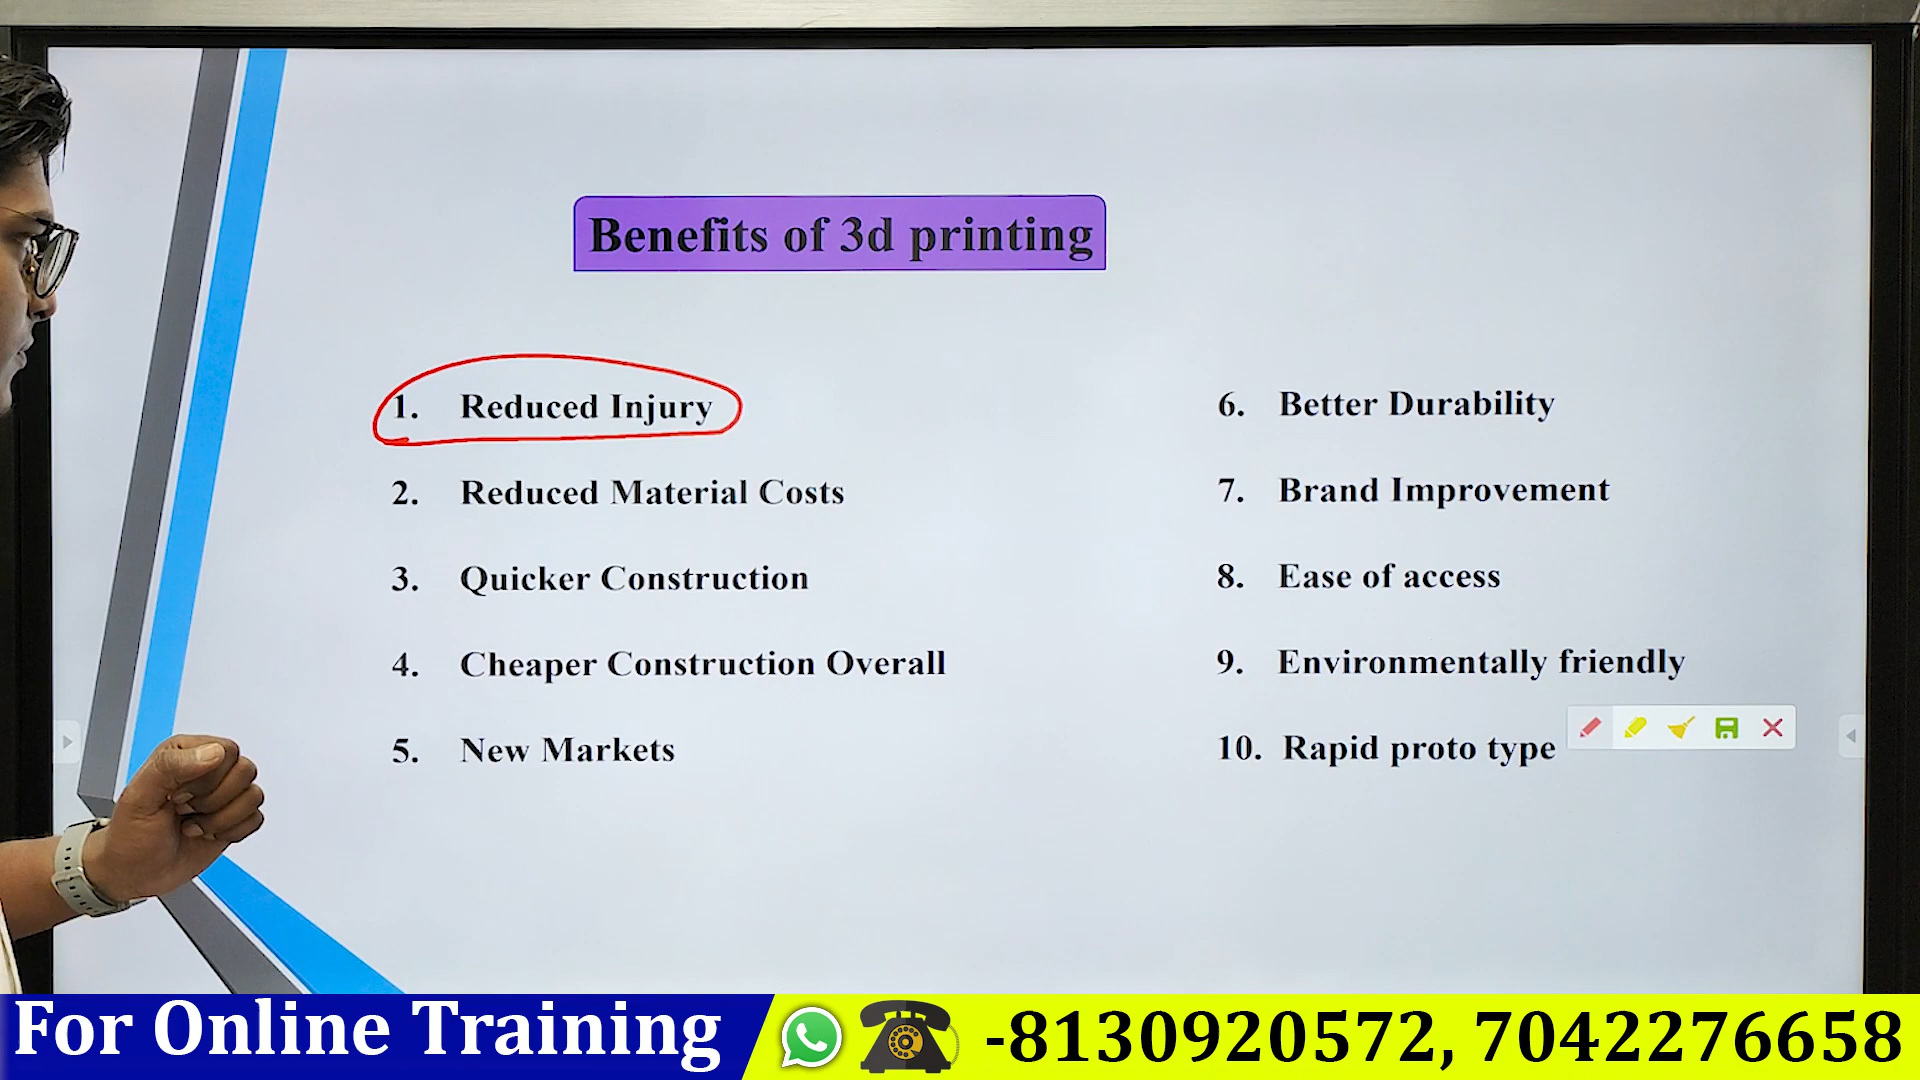 Benefits of 3d printing
1. Reduced Injury
2. Reduced Material Costs
3. Quicker Construction
4. Cheaper Construction Overall
5. New Markets
6. Better Durability
7. Brand Improvement
8. Ease of access
9. Environmentally friendly
10. Rapid proto type
For Online Training -8130920572, 7042276658